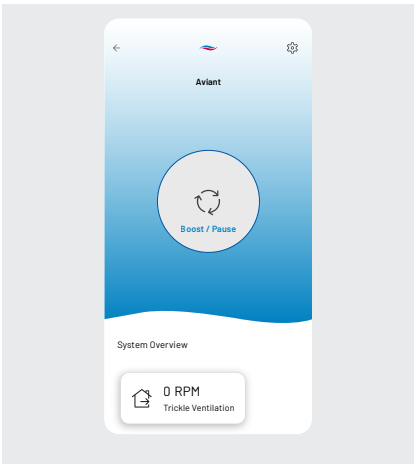 Aviant
Boost / Pause
System Overview
0 RPM
Trickle Ventilation